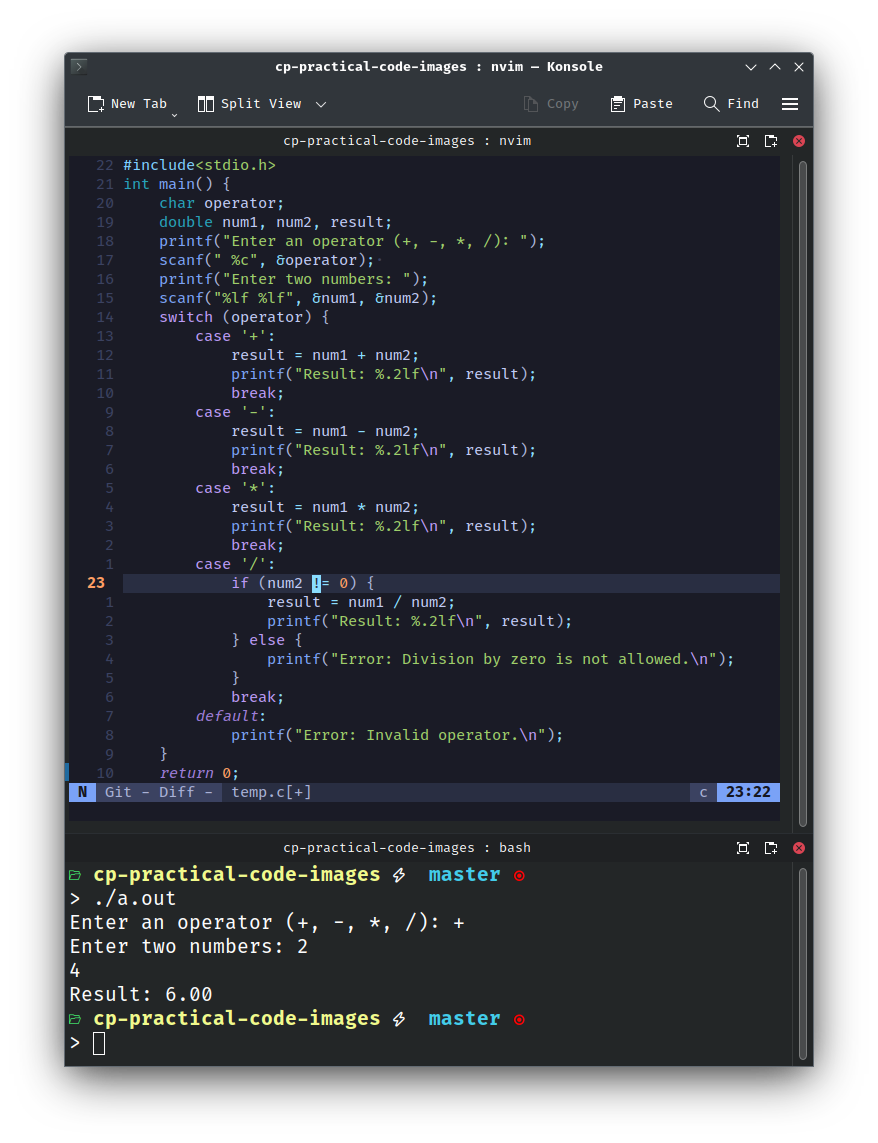 cp-practical-code-images : nvim — Konsole
New Tab Split View Copy Paste Find
cp-practical-code-images : nvim
22 #include<stdio.h>
21 int main() {
20     char operator;
19     double num1, num2, result;
18     printf("Enter an operator (+, -, *, /): ");
17     scanf(" %c", &operator);·
16     printf("Enter two numbers: ");
15     scanf("%lf %lf", &num1, &num2);
14     switch (operator) {
13         case '+':
12             result = num1 + num2;
11             printf("Result: %.2lf\n", result);
10             break;
9         case '-':
8             result = num1 - num2;
7             printf("Result: %.2lf\n", result);
6             break;
5         case '*':
4             result = num1 * num2;
3             printf("Result: %.2lf\n", result);
2             break;
1         case '/':
23             if (num2 != 0) {
1                 result = num1 / num2;
2                 printf("Result: %.2lf\n", result);
3             } else {
4                 printf("Error: Division by zero is not allowed.\n");
5             }
6             break;
7         default:
8             printf("Error: Invalid operator.\n");
9     }
10     return 0;
N Git - Diff - temp.c[+] c 23:22
cp-practical-code-images : bash
cp-practical-code-images ⚡ master
> ./a.out
Enter an operator (+, -, *, /): +
Enter two numbers: 2
4
Result: 6.00
cp-practical-code-images ⚡ master
>